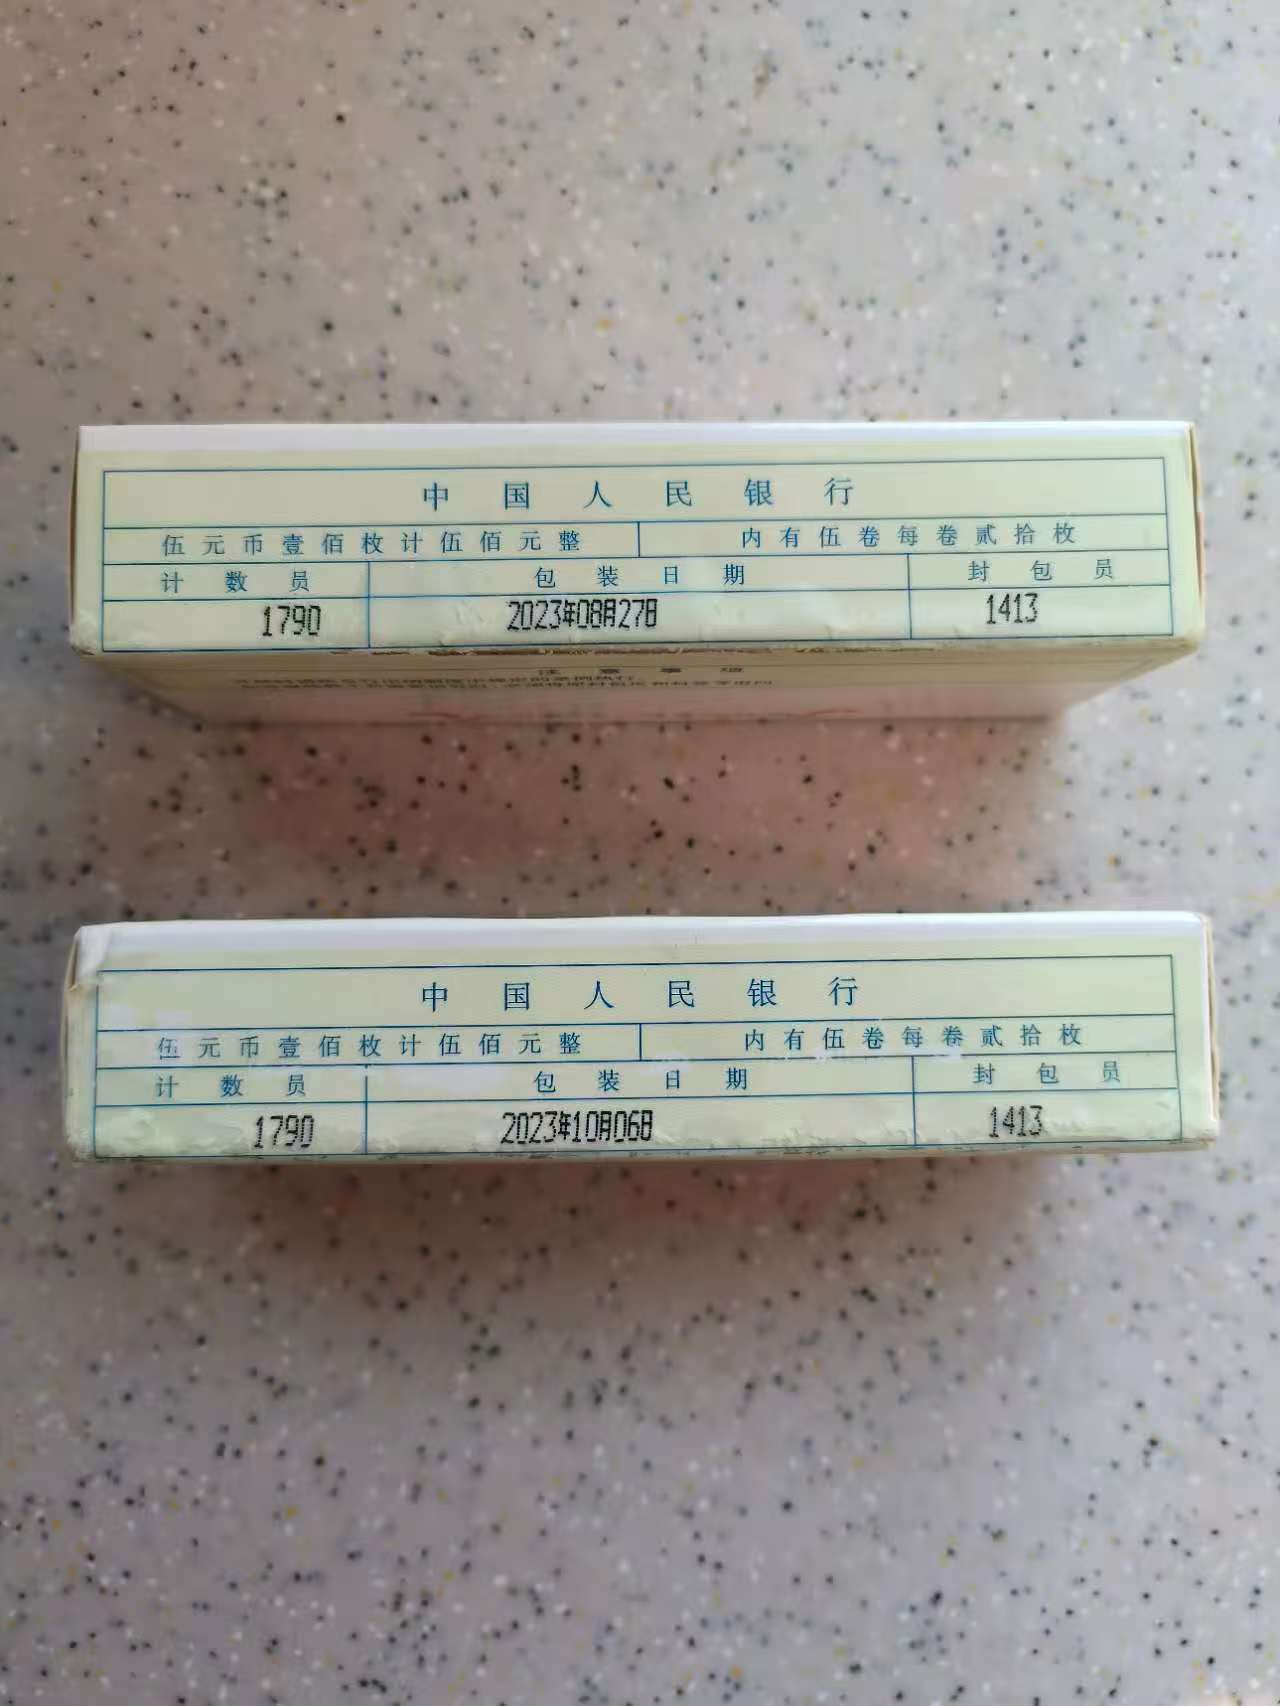 中国人民银行
伍元币壹佰枚计伍佰元整 内有伍卷每卷贰拾枚
计数员 包装日期 封包员
1790 2023年08月27日 1413
注意事项
中国人民银行
伍元币壹佰枚计伍佰元整 内有伍卷每卷贰拾枚
计数员 包装日期 封包员
1790 2023年10月06日 1413